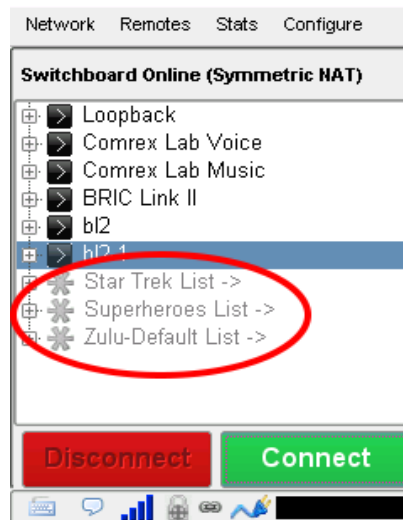 Network Remotes Stats Configure
Switchboard Online (Symmetric NAT)
Loopback
Comrex Lab Voice
Comrex Lab Music
BRIC Link II
bl2
bl2 1
Star Trek List ->
Superheroes List ->
Zulu-Default List ->
Disconnect Connect